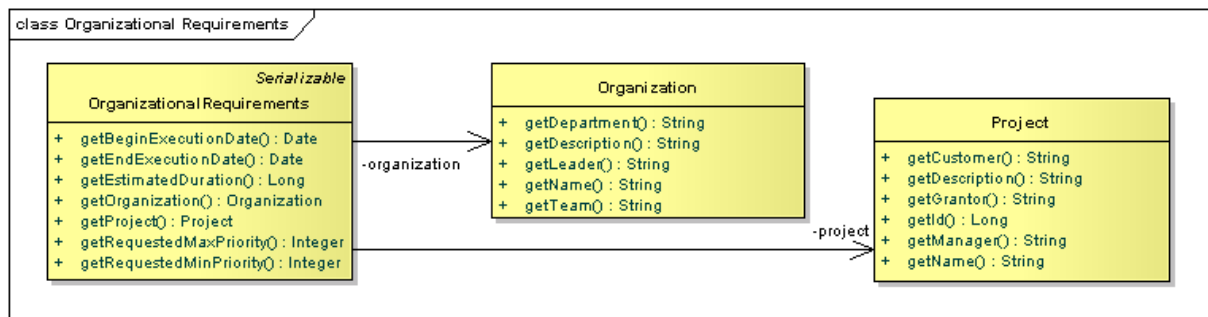 class Organizational Requirements
Serializable
Organizational Requirements
+ getBeginExecutionDate() : Date
+ getEndExecutionDate() : Date
+ getEstimatedDuration() : Long
+ getOrganization() : Organization
+ getProject() : Project
+ getRequestedMaxPriority() : Integer
+ getRequestedMinPriority() : Integer
-organization
Organization
+ getDepartment() : String
+ getDescription() : String
+ getLeader() : String
+ getName() : String
+ getTeam() : String
-project
Project
+ getCustomer() : String
+ getDescription() : String
+ getGrantor() : String
+ getId() : Long
+ getManager() : String
+ getName() : String